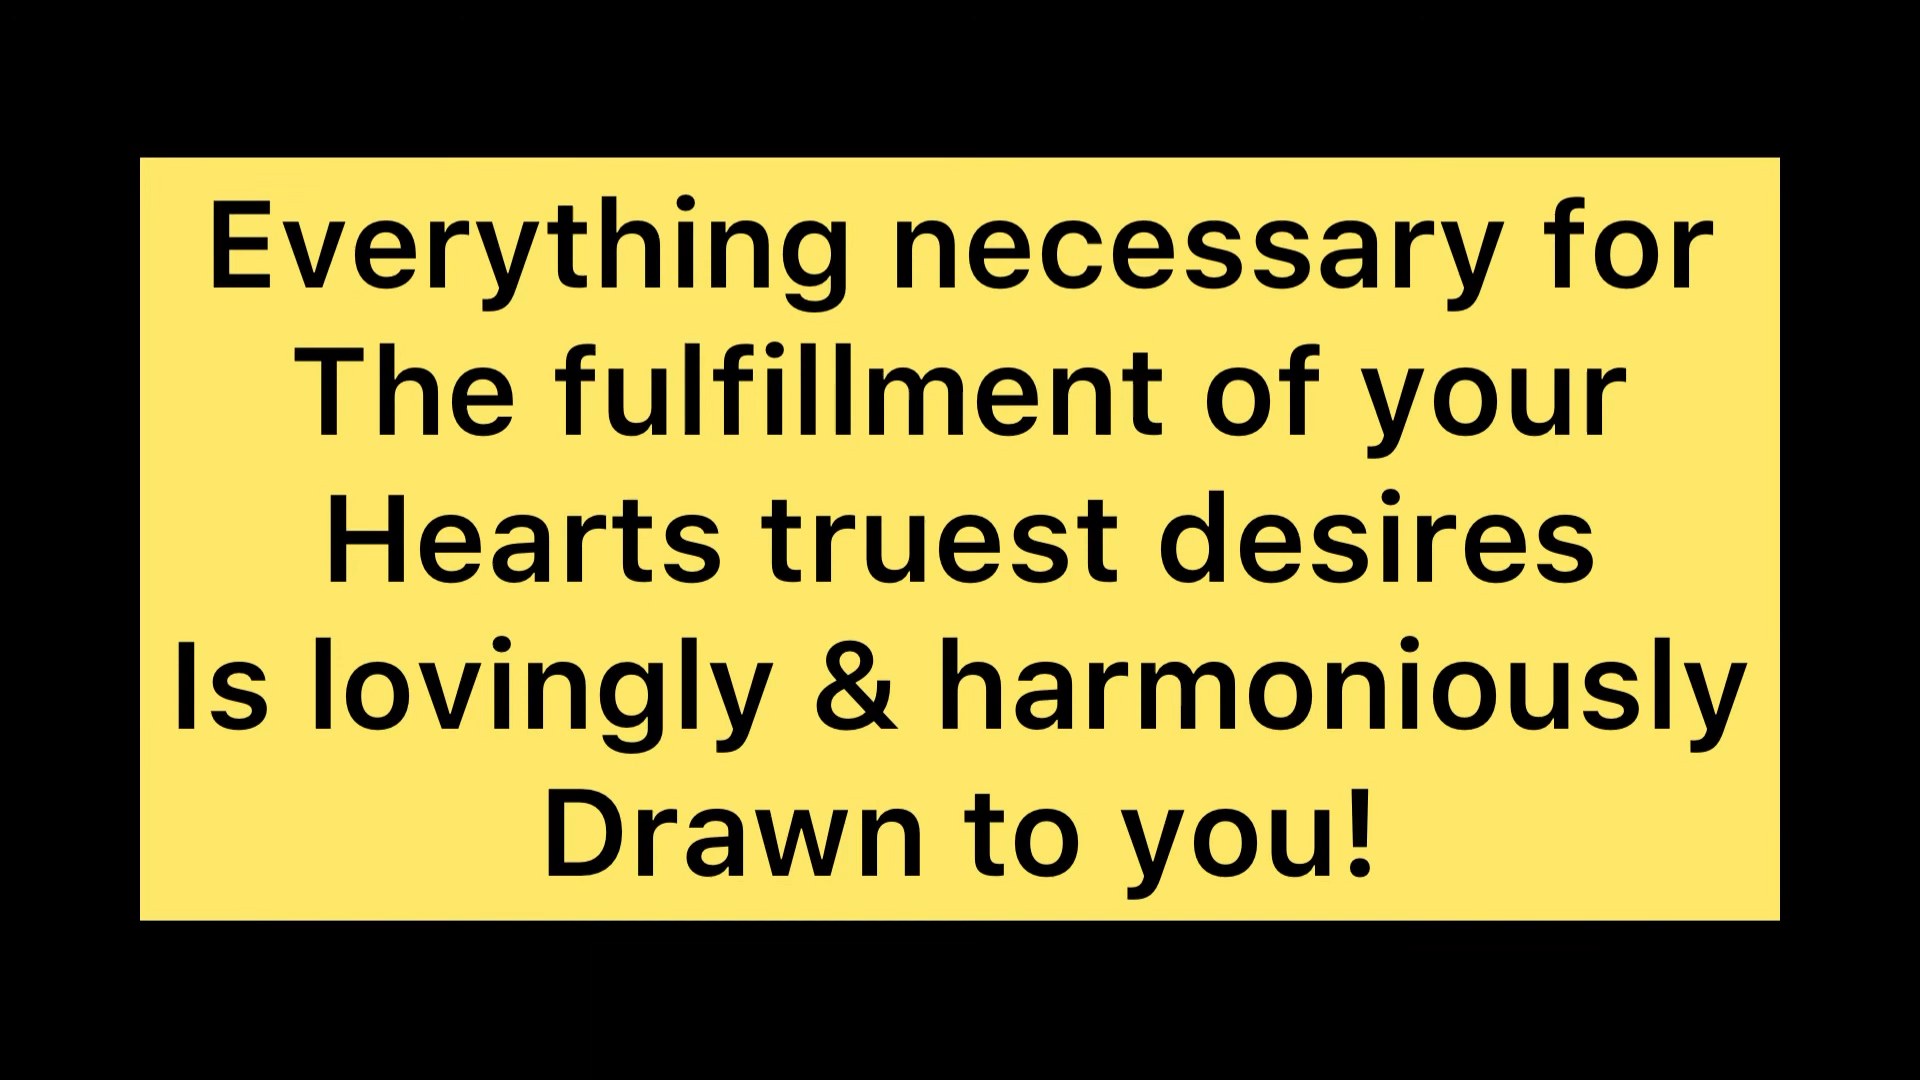 Everything necessary for
The fulfillment of your
Hearts truest desires
Is lovingly & harmoniously
Drawn to you!